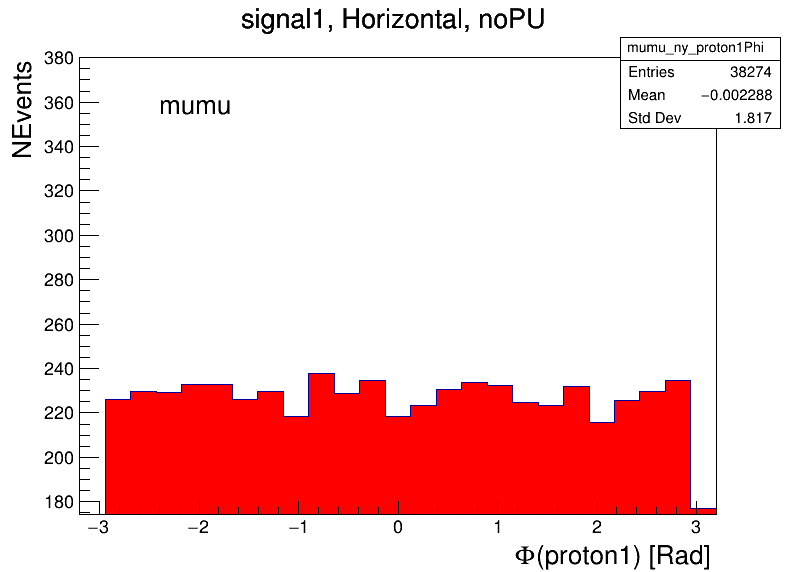 signal1, Horizontal, noPU
mumu_ny_proton1Phi
Entries 38274
Mean −0.002288
Std Dev 1.817
NEvents
mumu
380
360
340
320
300
280
260
240
220
200
180
−3 −2 −1 0 1 2 3
Φ(proton1) [Rad]